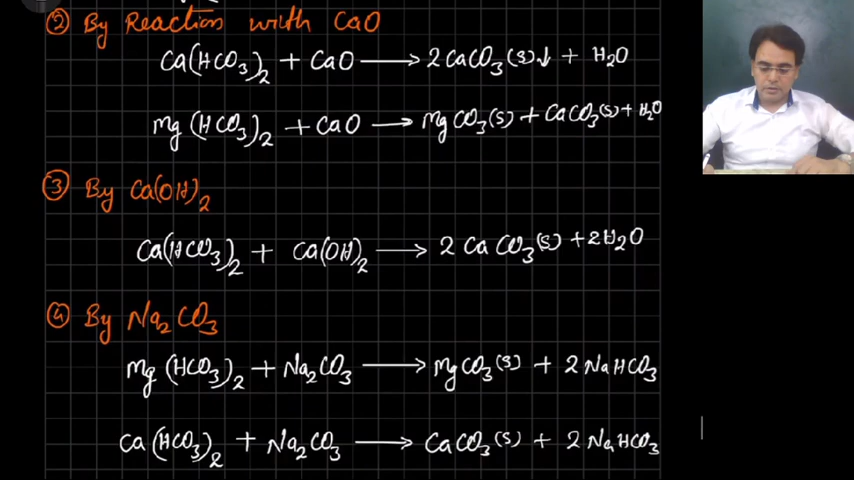 ② By Reaction with CaO
Ca(HCO₃)₂ + CaO ⟶ 2CaCO₃(s)↓ + H₂O
Mg(HCO₃)₂ + CaO ⟶ MgCO₃(s) + CaCO₃(s) + H₂O
③ By Ca(OH)₂
Ca(HCO₃)₂ + Ca(OH)₂ ⟶ 2CaCO₃(s) + 2H₂O
④ By Na₂CO₃
Mg(HCO₃)₂ + Na₂CO₃ ⟶ MgCO₃(s) + 2NaHCO₃
Ca(HCO₃)₂ + Na₂CO₃ ⟶ CaCO₃(s) + 2NaHCO₃